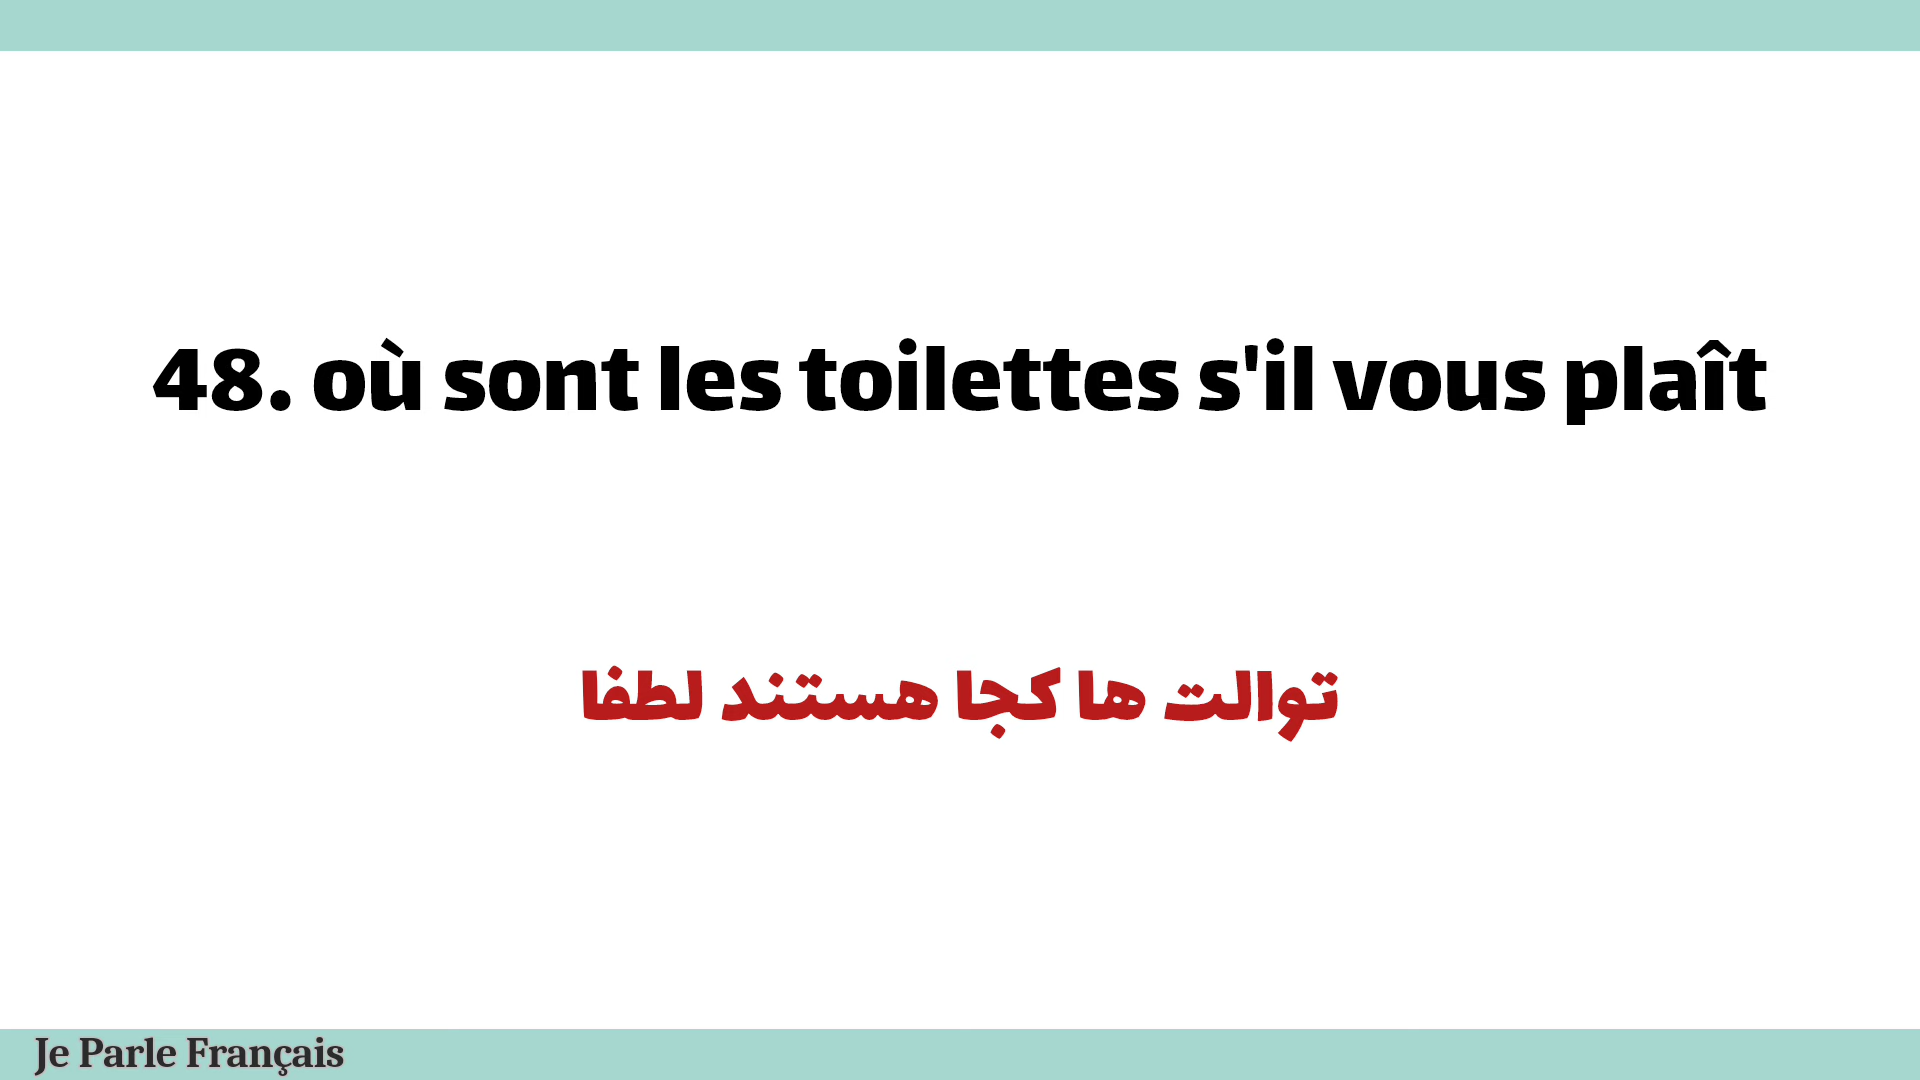 48. où sont les toilettes s'il vous plaît
توالت ها کجا هستند لطفا
Je Parle Français